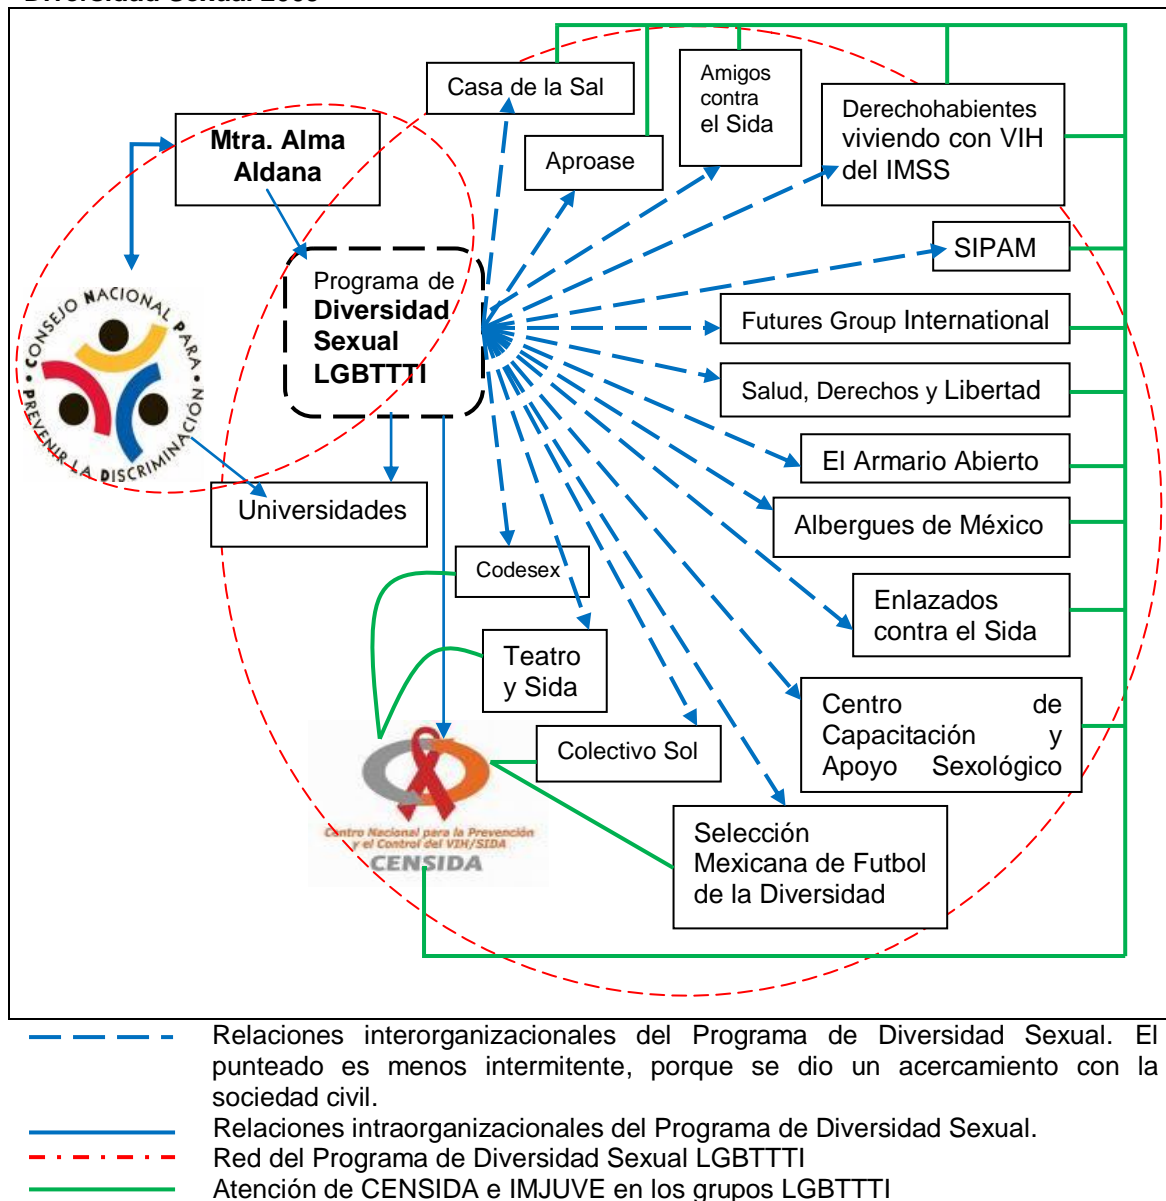 Diversidad Sexual
Casa de la Sal
Amigos
contra
el Sida
Derechohabientes
viviendo con VIH
del IMSS
Mtra. Alma
Aldana
Aproase
SIPAM
Programa de
Diversidad
Sexual
LGBTTTI
CONSEJO NACIONAL PARA
PREVENIR LA DISCRIMINACIÓN
Futures Group International
Salud, Derechos y Libertad
El Armario Abierto
Universidades
Albergues de México
Codesex
Enlazados
contra el Sida
Teatro
y Sida
Centro de
Capacitación y
Apoyo Sexológico
Colectivo Sol
Centro Nacional para la Prevención
y el Control del VIH/SIDA
CENSIDA
Selección
Mexicana de Futbol
de la Diversidad
Relaciones interorganizacionales del Programa de Diversidad Sexual. El
punteado es menos intermitente, porque se dio un acercamiento con la
sociedad civil.
Relaciones intraorganizacionales del Programa de Diversidad Sexual.
Red del Programa de Diversidad Sexual LGBTTTI
Atención de CENSIDA e IMJUVE en los grupos LGBTTTI